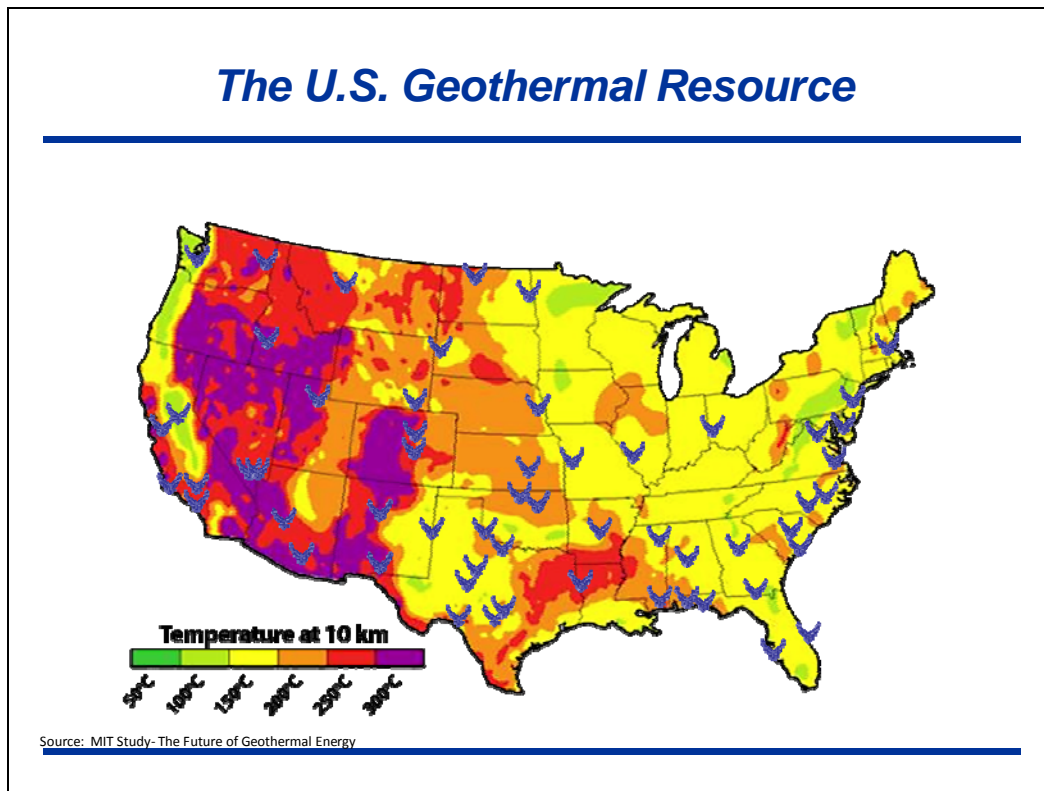 The U.S. Geothermal Resource
Temperature at 10 km
50°C 100°C 150°C 200°C 250°C 300°C
Source: MIT Study- The Future of Geothermal Energy